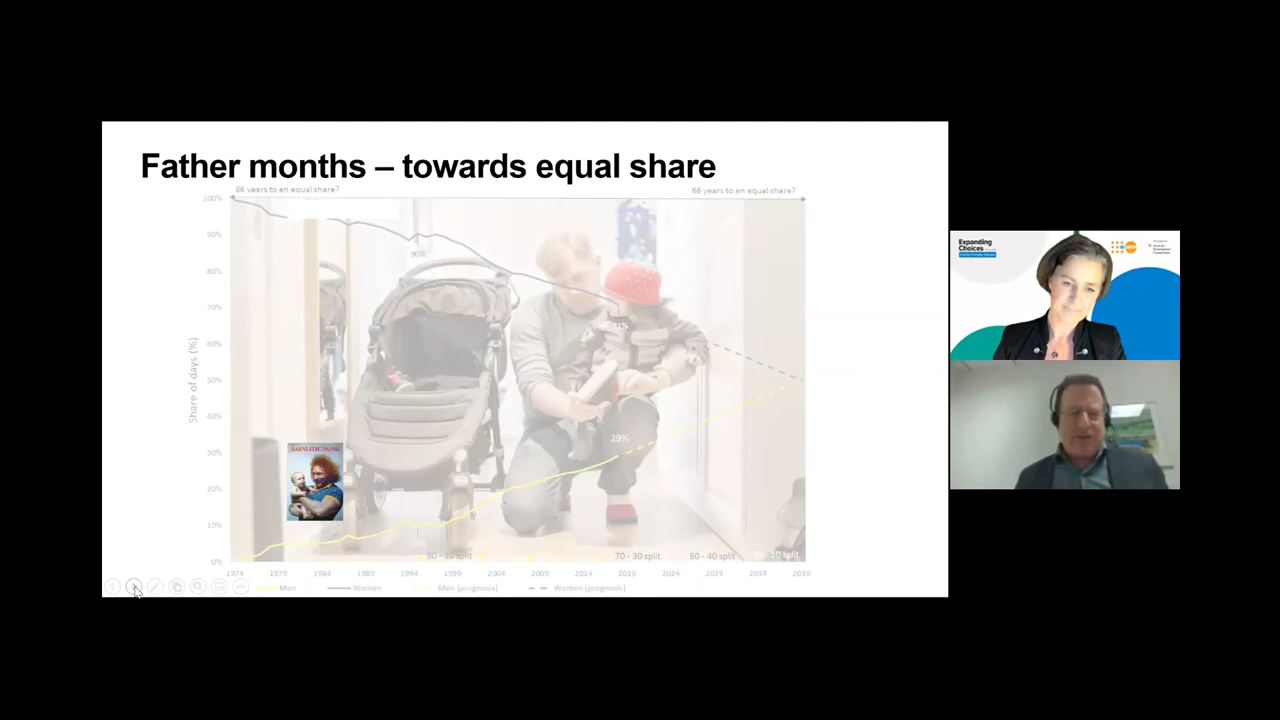 Father months – towards equal share
66 years to en equal share?
66 years to en equal share?
100%
90%
80%
70%
60%
50%
40%
30%
20%
10%
0%
Share of days (%)
90%
71%
29%
BARNLEDIG PAPPA!
90 - 10 split
70 - 30 split
60 - 40 split
50 - 50 split
1974 1979 1984 1989 1994 1999 2004 2009 2014 2019 2024 2029 2034 2039
Men Women Men (prognosis) Women (prognosis)
Expanding
Choices